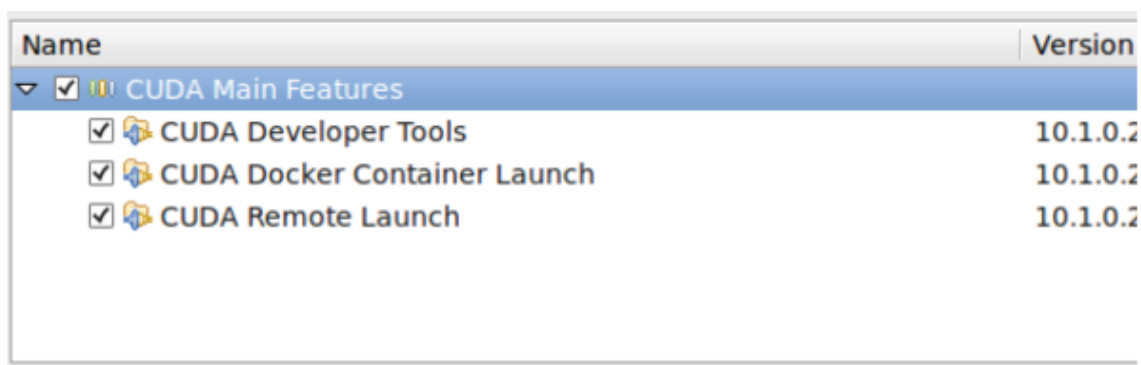 Name Version
CUDA Main Features
CUDA Developer Tools 10.1.0.2
CUDA Docker Container Launch 10.1.0.2
CUDA Remote Launch 10.1.0.2